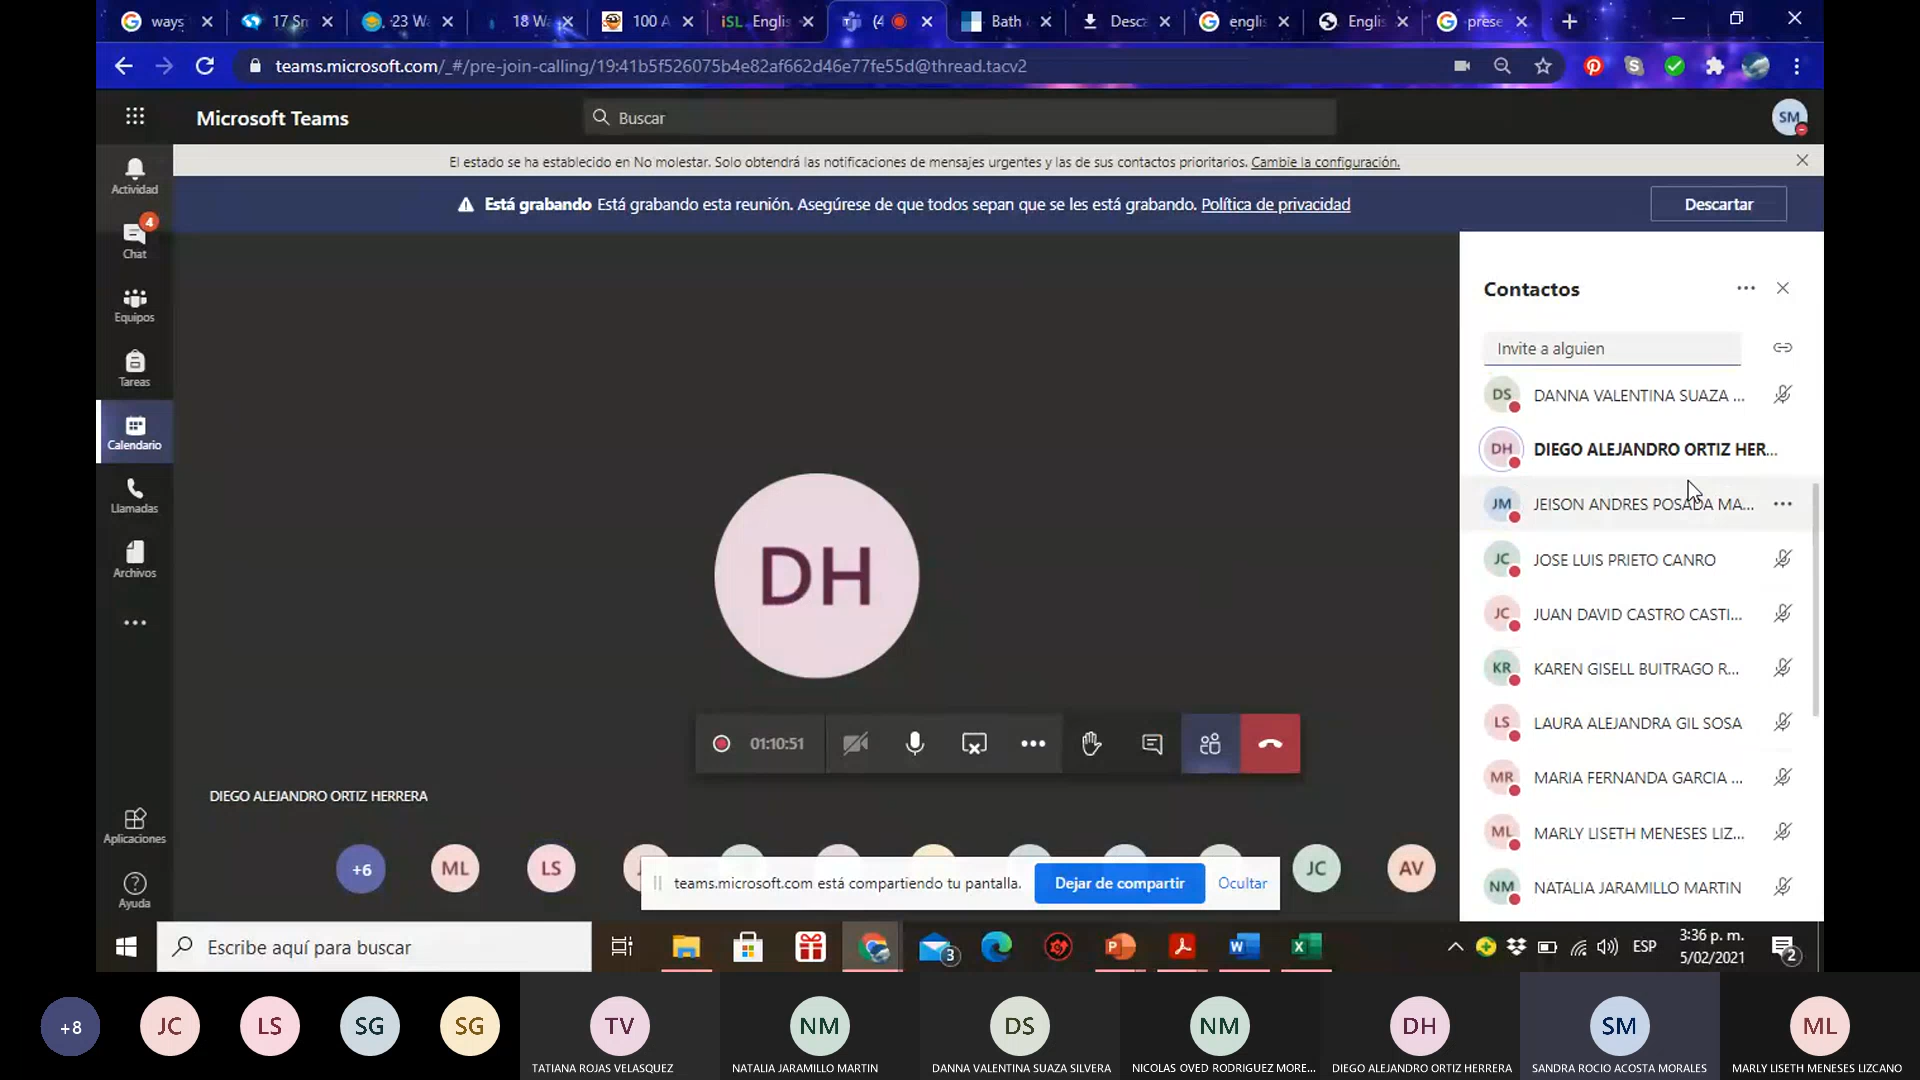 ways
17 Sn
23 Wa
18 Wa
100 A
iSL Englis
(4
Bath &
Desca
englis
Englis
prese
teams.microsoft.com/_#/pre-join-calling/19:41b5f526075b4e82af662d46e77fe55d@thread.tacv2
Microsoft Teams
Buscar
SM
El estado se ha establecido en No molestar. Solo obtendrá las notificaciones de mensajes urgentes y las de sus contactos prioritarios. Cambie la configuración.
Está grabando Está grabando esta reunión. Asegúrese de que todos sepan que se les está grabando. Política de privacidad
Descartar
Actividad
4
Chat
Equipos
Tareas
Calendario
Llamadas
Archivos
Aplicaciones
Ayuda
DH
01:10:51
DIEGO ALEJANDRO ORTIZ HERRERA
+6
ML
LS
JC
AV
teams.microsoft.com está compartiendo tu pantalla.
Dejar de compartir
Ocultar
Contactos
Invite a alguien
DS DANNA VALENTINA SUAZA ...
DH DIEGO ALEJANDRO ORTIZ HER...
JM JEISON ANDRES POSADA MA...
JC JOSE LUIS PRIETO CANRO
JC JUAN DAVID CASTRO CASTI...
KR KAREN GISELL BUITRAGO R...
LS LAURA ALEJANDRA GIL SOSA
MR MARIA FERNANDA GARCIA ...
ML MARLY LISETH MENESES LIZ...
NM NATALIA JARAMILLO MARTIN
Escribe aquí para buscar
3
ESP
3:36 p. m.
5/02/2021
2
+8
JC
LS
SG
SG
TV
TATIANA ROJAS VELASQUEZ
NM
NATALIA JARAMILLO MARTIN
DS
DANNA VALENTINA SUAZA SILVERA
NM
NICOLAS OVED RODRIGUEZ MORE...
DH
DIEGO ALEJANDRO ORTIZ HERRERA
SM
SANDRA ROCIO ACOSTA MORALES
ML
MARLY LISETH MENESES LIZCANO